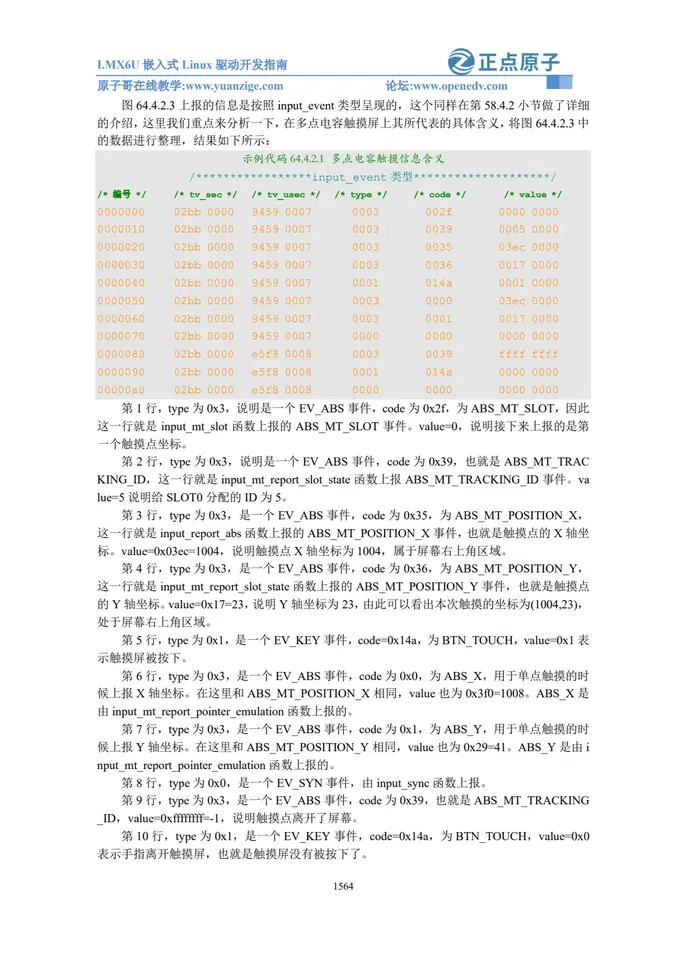 I.MX6U 嵌入式 Linux 驱动开发指南
正点原子
原子哥在线教学:www.yuanzige.com 论坛:www.openedv.com
图 64.4.2.3 上报的信息是按照 input_event 类型呈现的，这个同样在第 58.4.2 小节做了详细
的介绍，这里我们重点来分析一下，在多点电容触摸屏上其所代表的具体含义，将图 64.4.2.3 中
的数据进行整理，结果如下所示：
示例代码 64.4.2.1 多点电容触摸信息含义
/*****************input_event 类型********************/
/* 编号 */ /* tv_sec */ /* tv_usec */ /* type */ /* code */ /* value */
0000000 02bb 0000 9459 0007 0003 002f 0000 0000
0000010 02bb 0000 9459 0007 0003 0039 0005 0000
0000020 02bb 0000 9459 0007 0003 0035 03ec 0000
0000030 02bb 0000 9459 0007 0003 0036 0017 0000
0000040 02bb 0000 9459 0007 0001 014a 0001 0000
0000050 02bb 0000 9459 0007 0003 0000 03ec 0000
0000060 02bb 0000 9459 0007 0003 0001 0017 0000
0000070 02bb 0000 9459 0007 0000 0000 0000 0000
0000080 02bb 0000 e5f8 0008 0003 0039 ffff ffff
0000090 02bb 0000 e5f8 0008 0001 014a 0000 0000
00000a0 02bb 0000 e5f8 0008 0000 0000 0000 0000
第 1 行，type 为 0x3，说明是一个 EV_ABS 事件，code 为 0x2f，为 ABS_MT_SLOT，因此
这一行就是 input_mt_slot 函数上报的 ABS_MT_SLOT 事件。value=0，说明接下来上报的是第
一个触摸点坐标。
第 2 行，type 为 0x3，说明是一个 EV_ABS 事件，code 为 0x39，也就是 ABS_MT_TRAC
KING_ID，这一行就是 input_mt_report_slot_state 函数上报 ABS_MT_TRACKING_ID 事件。va
lue=5 说明给 SLOT0 分配的 ID 为 5。
第 3 行，type 为 0x3，是一个 EV_ABS 事件，code 为 0x35，为 ABS_MT_POSITION_X，
这一行就是 input_report_abs 函数上报的 ABS_MT_POSITION_X 事件，也就是触摸点的 X 轴坐
标。value=0x03ec=1004，说明触摸点 X 轴坐标为 1004，属于屏幕右上角区域。
第 4 行，type 为 0x3，是一个 EV_ABS 事件，code 为 0x36，为 ABS_MT_POSITION_Y，
这一行就是 input_mt_report_slot_state 函数上报的 ABS_MT_POSITION_Y 事件，也就是触摸点
的 Y 轴坐标。value=0x17=23，说明 Y 轴坐标为 23，由此可以看出本次触摸的坐标为(1004,23)，
处于屏幕右上角区域。
第 5 行，type 为 0x1，是一个 EV_KEY 事件，code=0x14a，为 BTN_TOUCH，value=0x1 表
示触摸屏被按下。
第 6 行，type 为 0x3，是一个 EV_ABS 事件，code 为 0x0，为 ABS_X，用于单点触摸的时
候上报 X 轴坐标。在这里和 ABS_MT_POSITION_X 相同，value 也为 0x3f0=1008。ABS_X 是
由 input_mt_report_pointer_emulation 函数上报的。
第 7 行，type 为 0x3，是一个 EV_ABS 事件，code 为 0x1，为 ABS_Y，用于单点触摸的时
候上报 Y 轴坐标。在这里和 ABS_MT_POSITION_Y 相同，value 也为 0x29=41。ABS_Y 是由 i
nput_mt_report_pointer_emulation 函数上报的。
第 8 行，type 为 0x0，是一个 EV_SYN 事件，由 input_sync 函数上报。
第 9 行，type 为 0x3，是一个 EV_ABS 事件，code 为 0x39，也就是 ABS_MT_TRACKING
_ID，value=0xffffffff=-1，说明触摸点离开了屏幕。
第 10 行，type 为 0x1，是一个 EV_KEY 事件，code=0x14a，为 BTN_TOUCH，value=0x0
表示手指离开触摸屏，也就是触摸屏没有被按下了。
1564